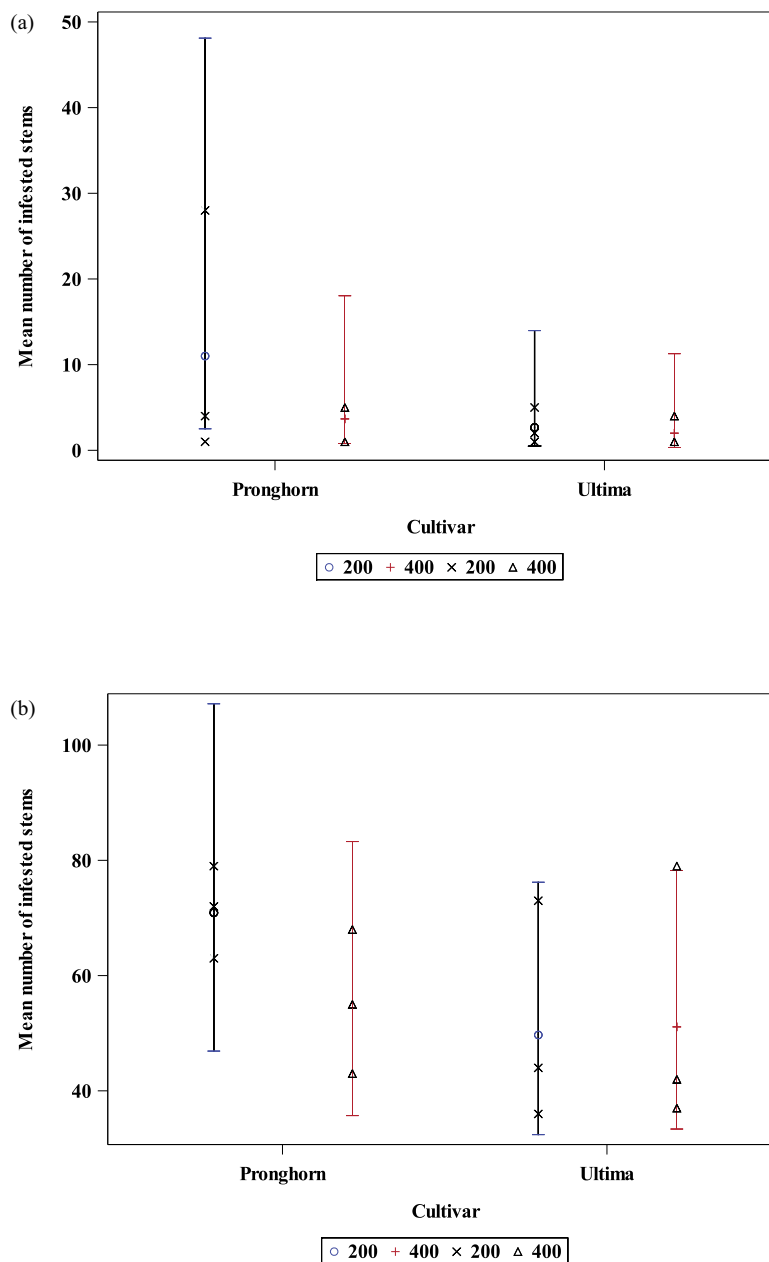 (a)
Mean number of infested stems
50
40
30
20
10
0
Pronghorn Ultima
Cultivar
○ 200 + 400 × 200 △ 400
(b)
Mean number of infested stems
100
80
60
40
Pronghorn Ultima
Cultivar
○ 200 + 400 × 200 △ 400